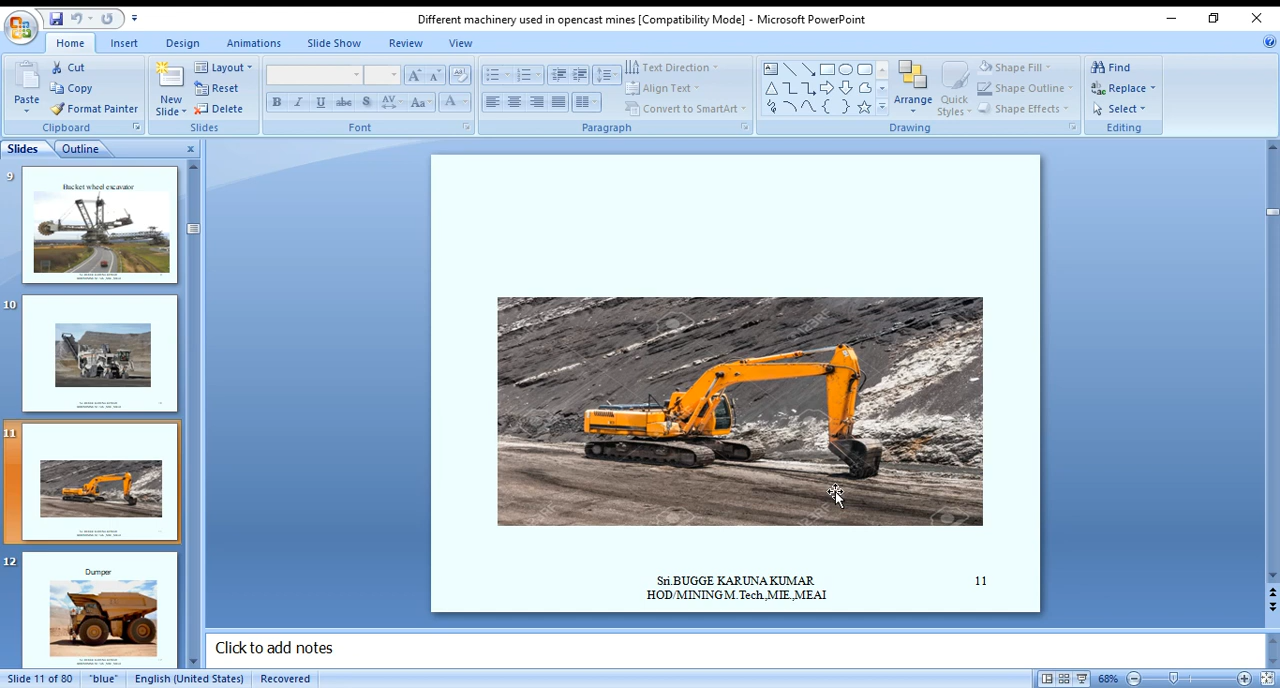 Different machinery used in opencast mines [Compatibility Mode] - Microsoft PowerPoint
Home Insert Design Animations Slide Show Review View
Paste
Cut
Copy
Format Painter
Clipboard
New Slide
Layout
Reset
Delete
Slides
Font
Text Direction
Align Text
Convert to SmartArt
Paragraph
Arrange
Quick Styles
Shape Fill
Shape Outline
Shape Effects
Drawing
Find
Replace
Select
Editing
Slides Outline
9
Bucket wheel excavator
10
11
12
Dumper
Sri.BUGGE KARUNA KUMAR
HOD/MINING M.Tech.,MIE.,MEAI
11
Click to add notes
Slide 11 of 80 "blue" English (United States) Recovered 68%